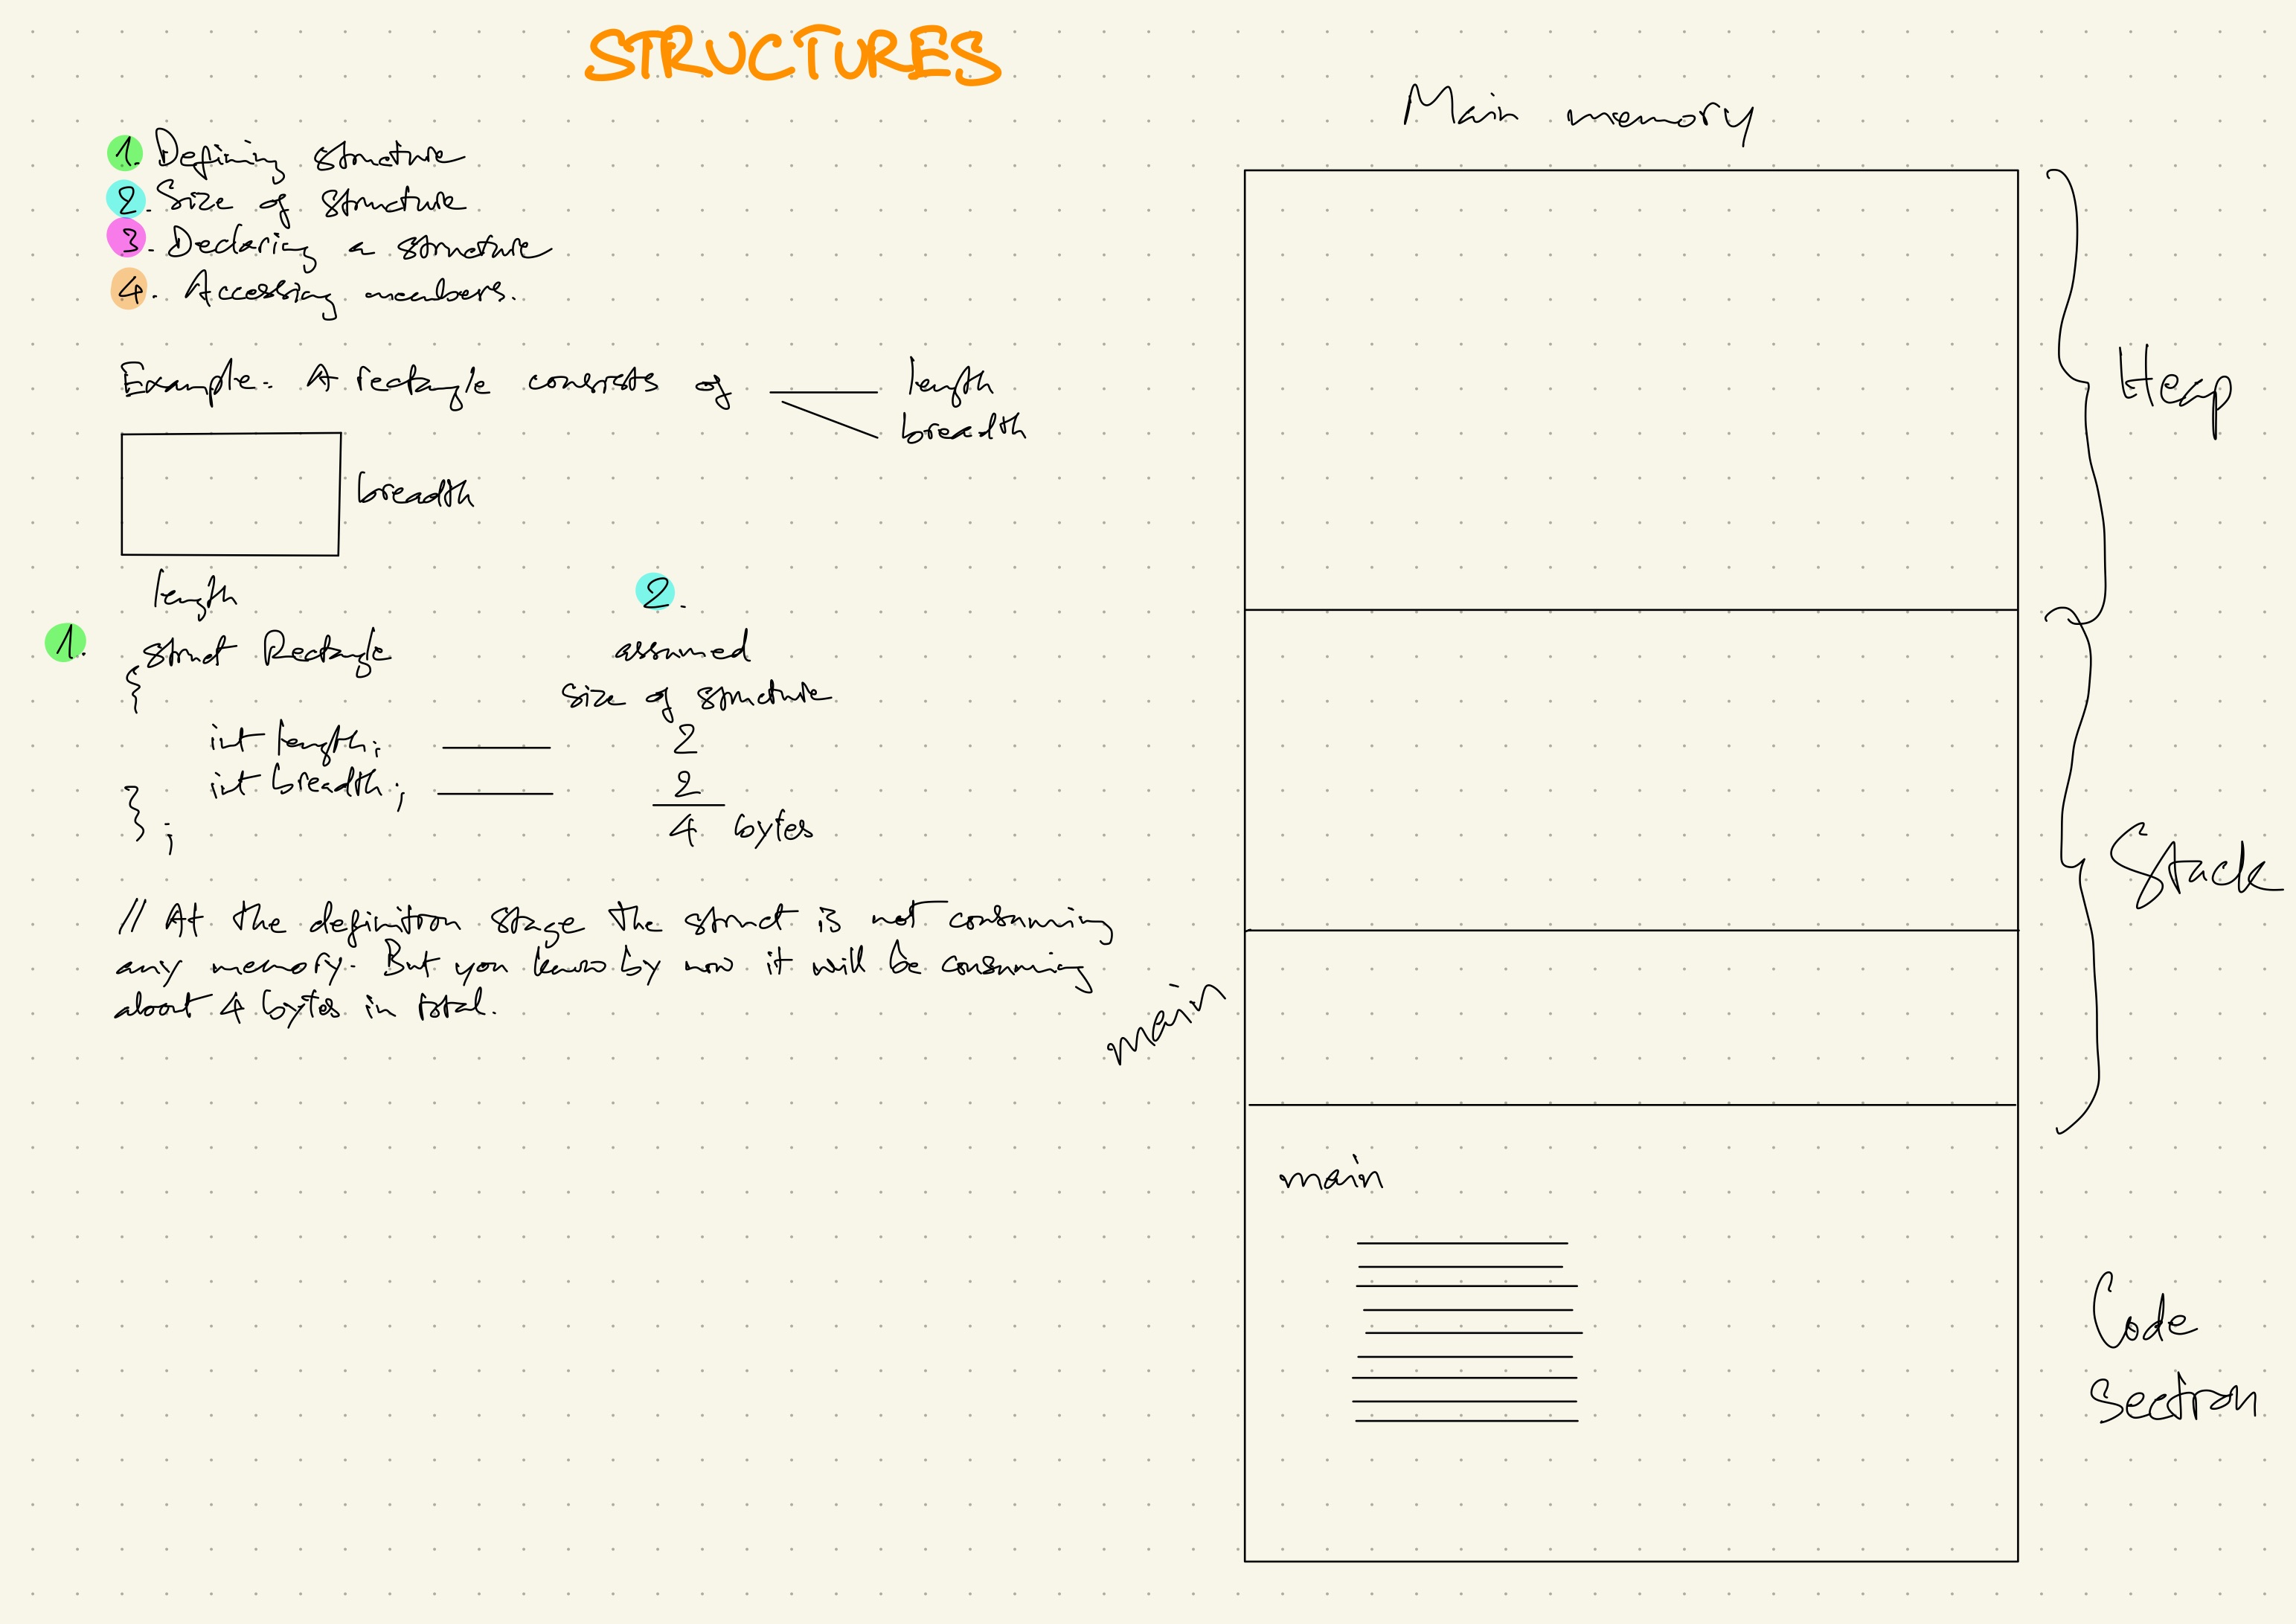 STRUCTURES
1. Defining structure
2. Size of structure
3. Declaring a structure
4. Accessing members.
Example. A rectangle consists of length
breadth
breadth
length
1.
struct Rectangle
{
int length;
int breadth;
};
2.
assumed
size of structure
2
2
4 bytes
// At the definition stage the struct is not consuming
any memory. But you know by now it will be consuming
about 4 bytes in total.
Main memory
Heap
Stack
main
main
Code
Section